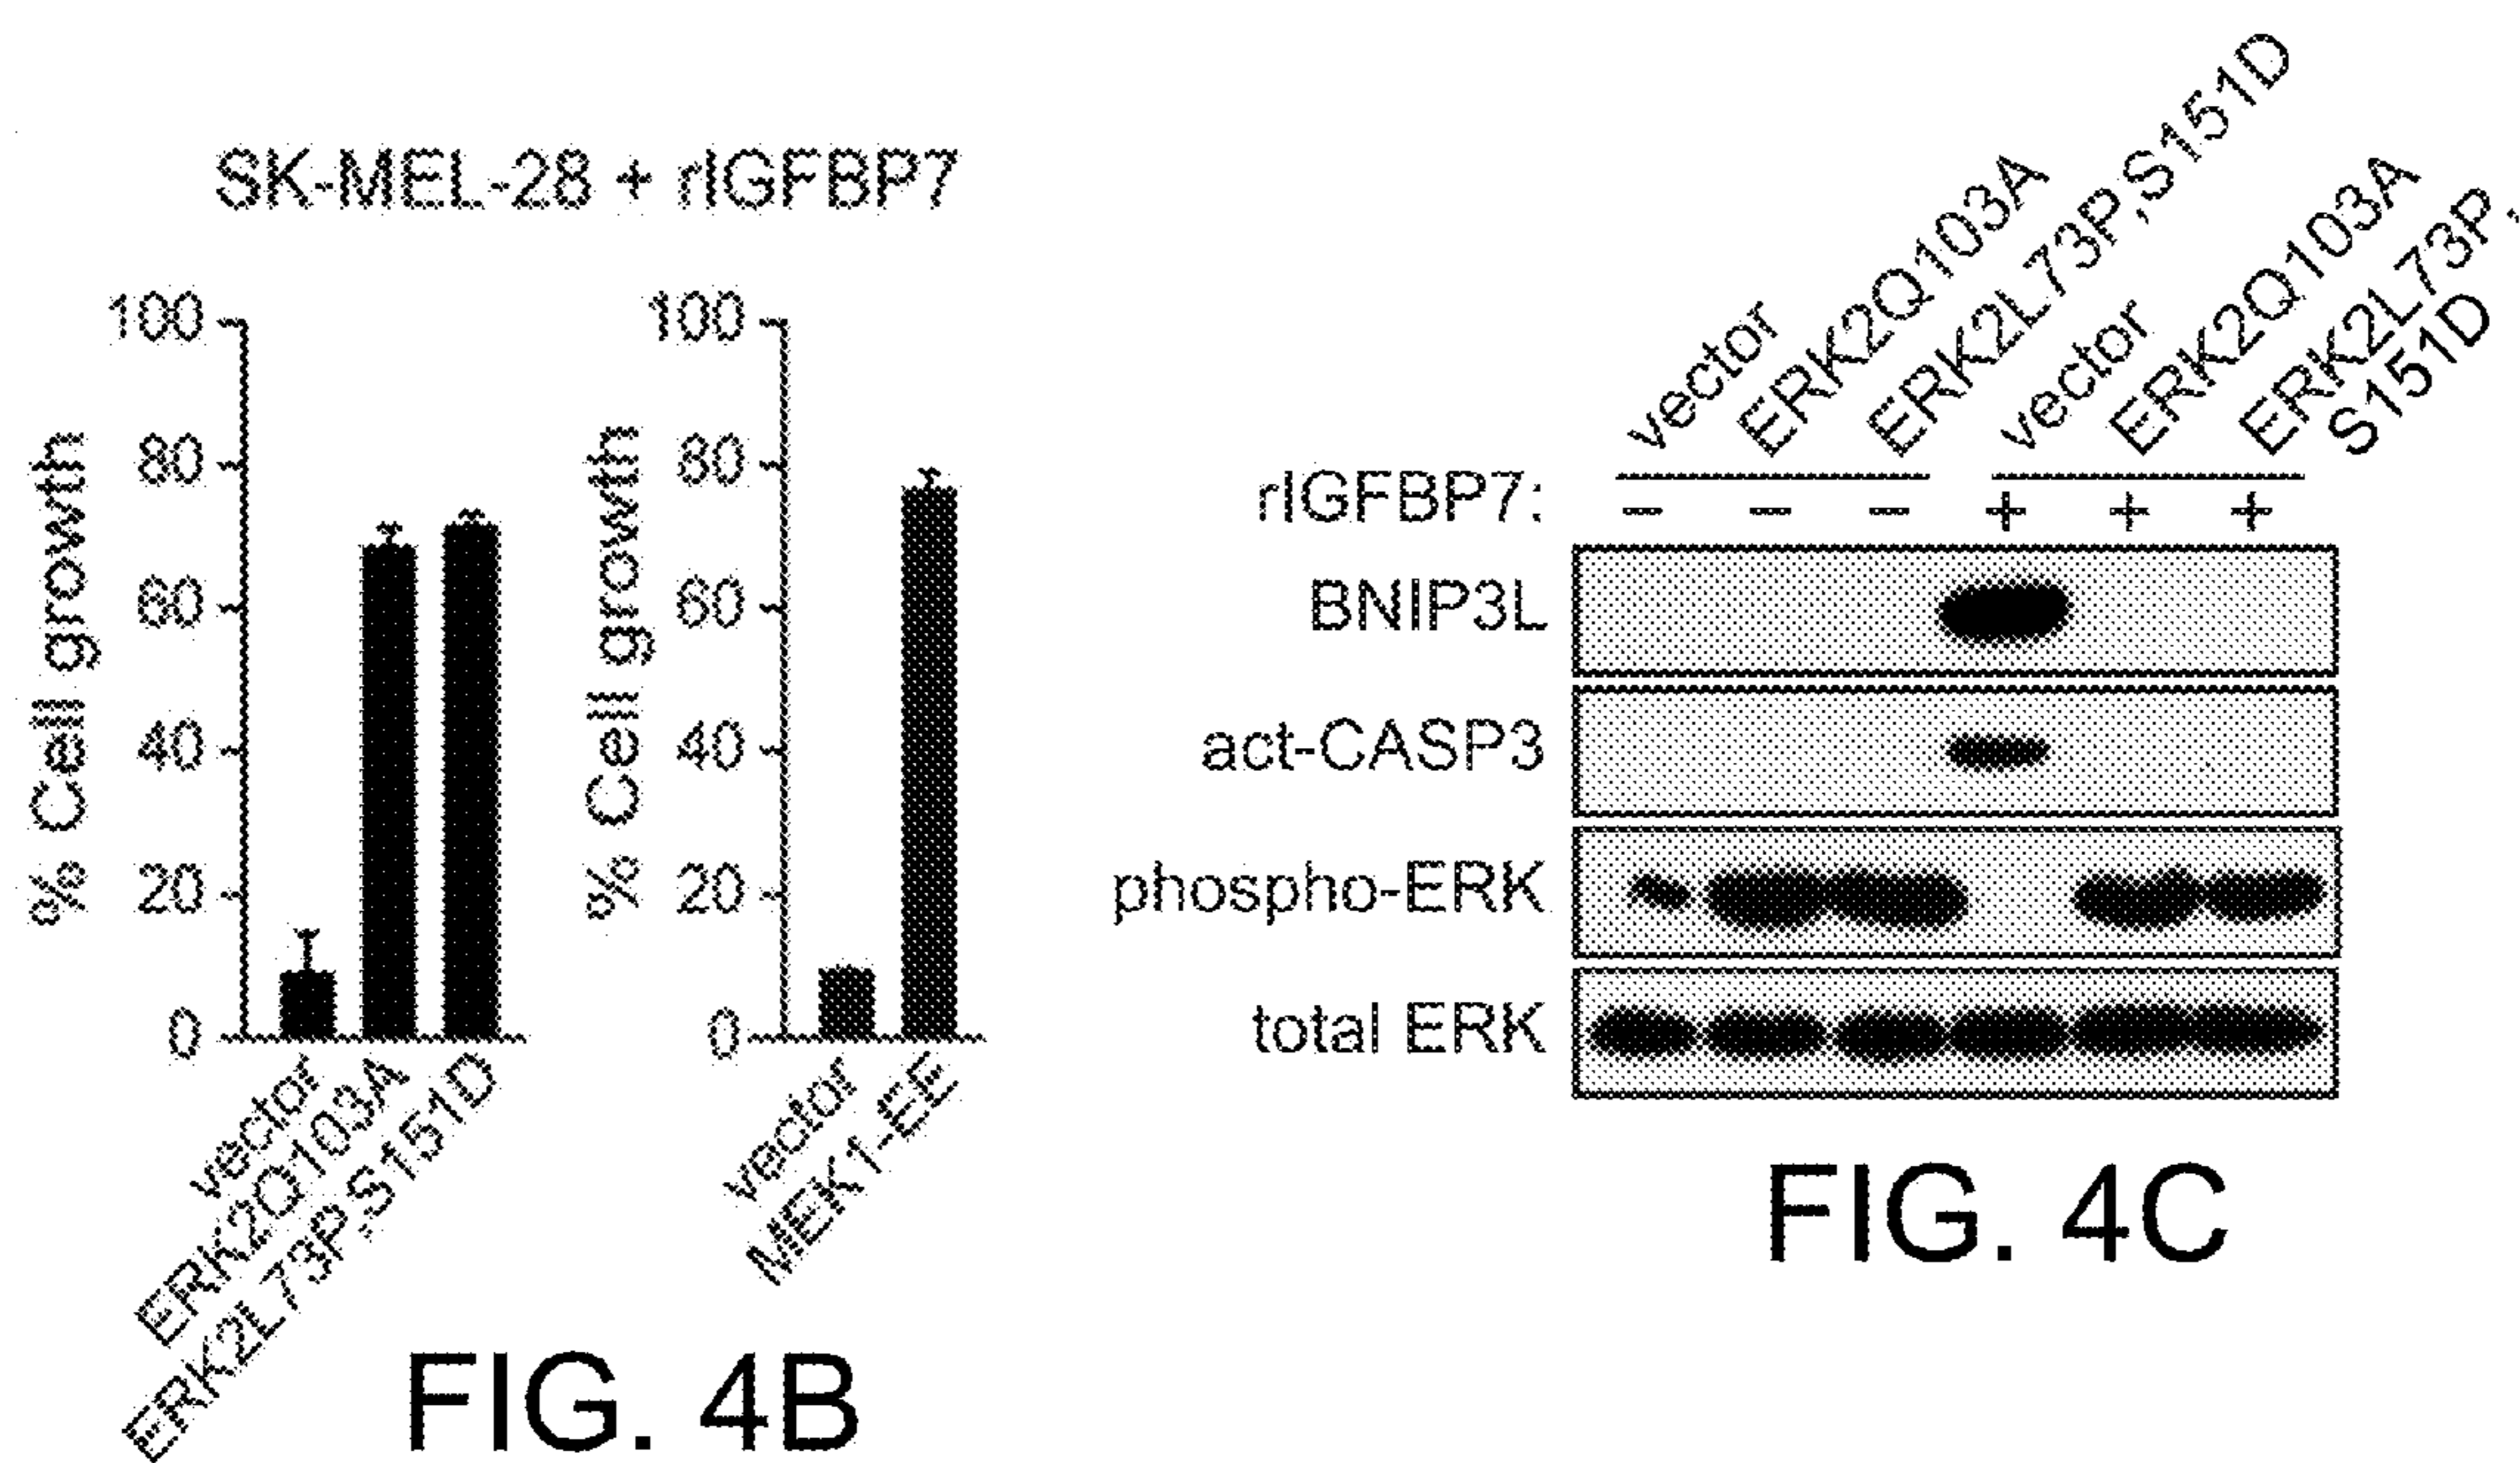 SK-MEL-28 + rIGFBP7
% Cell growth
100
80
60
40
20
0
vector
ERK2Q103A
ERK2L73P,S151D
% Cell growth
100
80
60
40
20
0
vector
MEK1-EE
FIG. 4B
vector
ERK2Q103A
ERK2L73P,S151D
vector
ERK2Q103A
ERK2L73P,
S151D
rIGFBP7: – – – + + +
BNIP3L
act-CASP3
phospho-ERK
total ERK
FIG. 4C